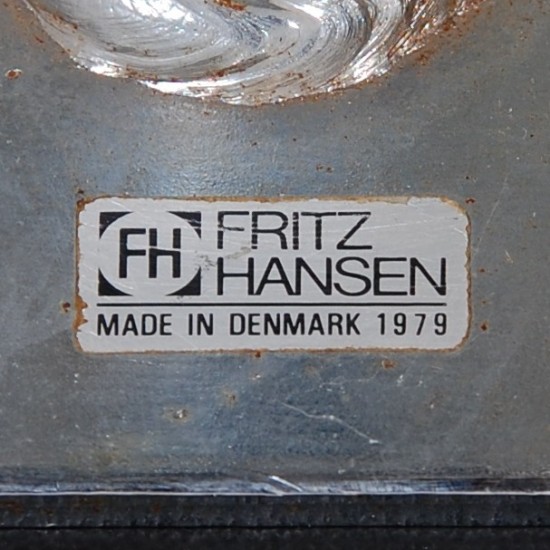 FH FRITZ
HANSEN
MADE IN DENMARK 1979